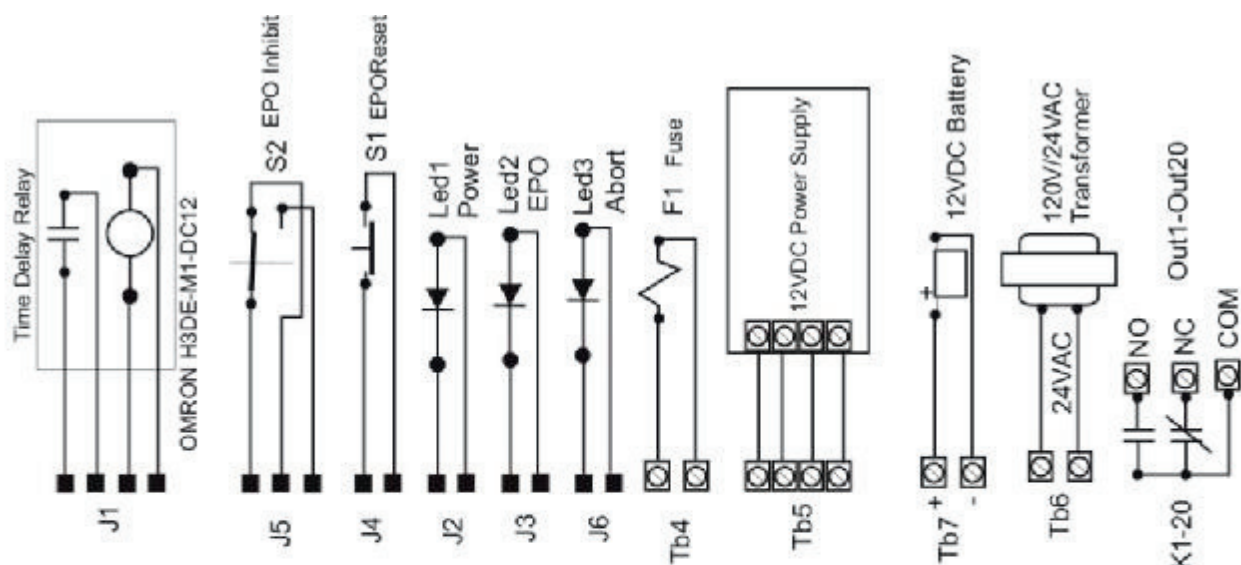 Time Delay Relay
OMRON H3DE-M1-DC12
J1
S2 EPO Inhibit
J5
S1 EPOReset
J4
Led1
Power
J2
Led2
EPO
J3
Led3
Abort
J6
F1 Fuse
Tb4
12VDC Power Supply
Tb5
12VDC Battery
+
Tb7 + -
120V/24VAC
Transformer
24VAC
Tb6
Out1-Out20
NO
NC
COM
K1-20